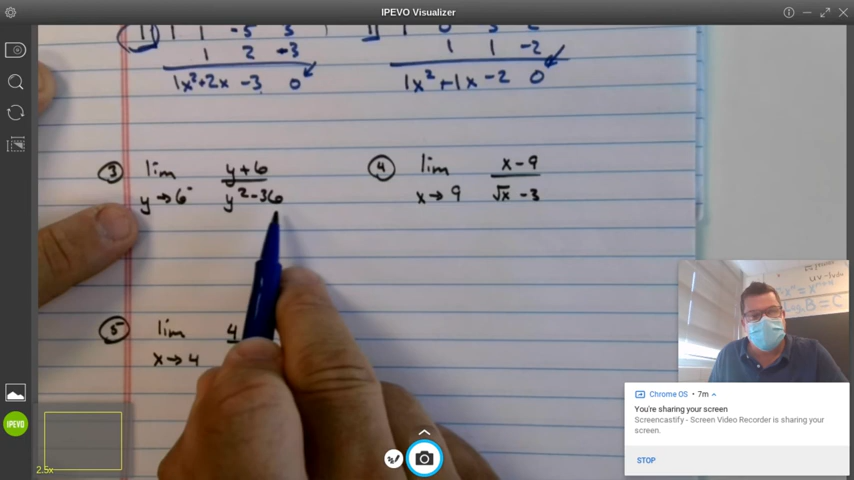 IPEVO Visualizer
1 1 -5 3
1 2 -3
1x²+2x -3 0
1 1 -2
1x²+1x -2 0
③ lim y+6
y→6⁻ y²-36
④ lim x-9
x→9 √x -3
⑤ lim 4
x→4
Chrome OS • 7m
You're sharing your screen
Screencastify - Screen Video Recorder is sharing your
screen.
STOP
IPEVO
2.5x